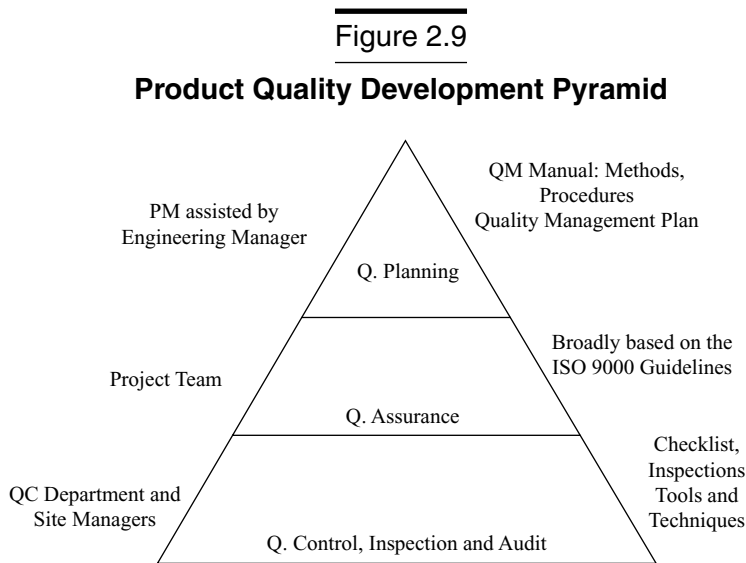 Figure 2.9
Product Quality Development Pyramid
QM Manual: Methods,
Procedures
Quality Management Plan
PM assisted by
Engineering Manager
Q. Planning
Broadly based on the
ISO 9000 Guidelines
Project Team
Q. Assurance
Checklist,
Inspections
Tools and
Techniques
QC Department and
Site Managers
Q. Control, Inspection and Audit